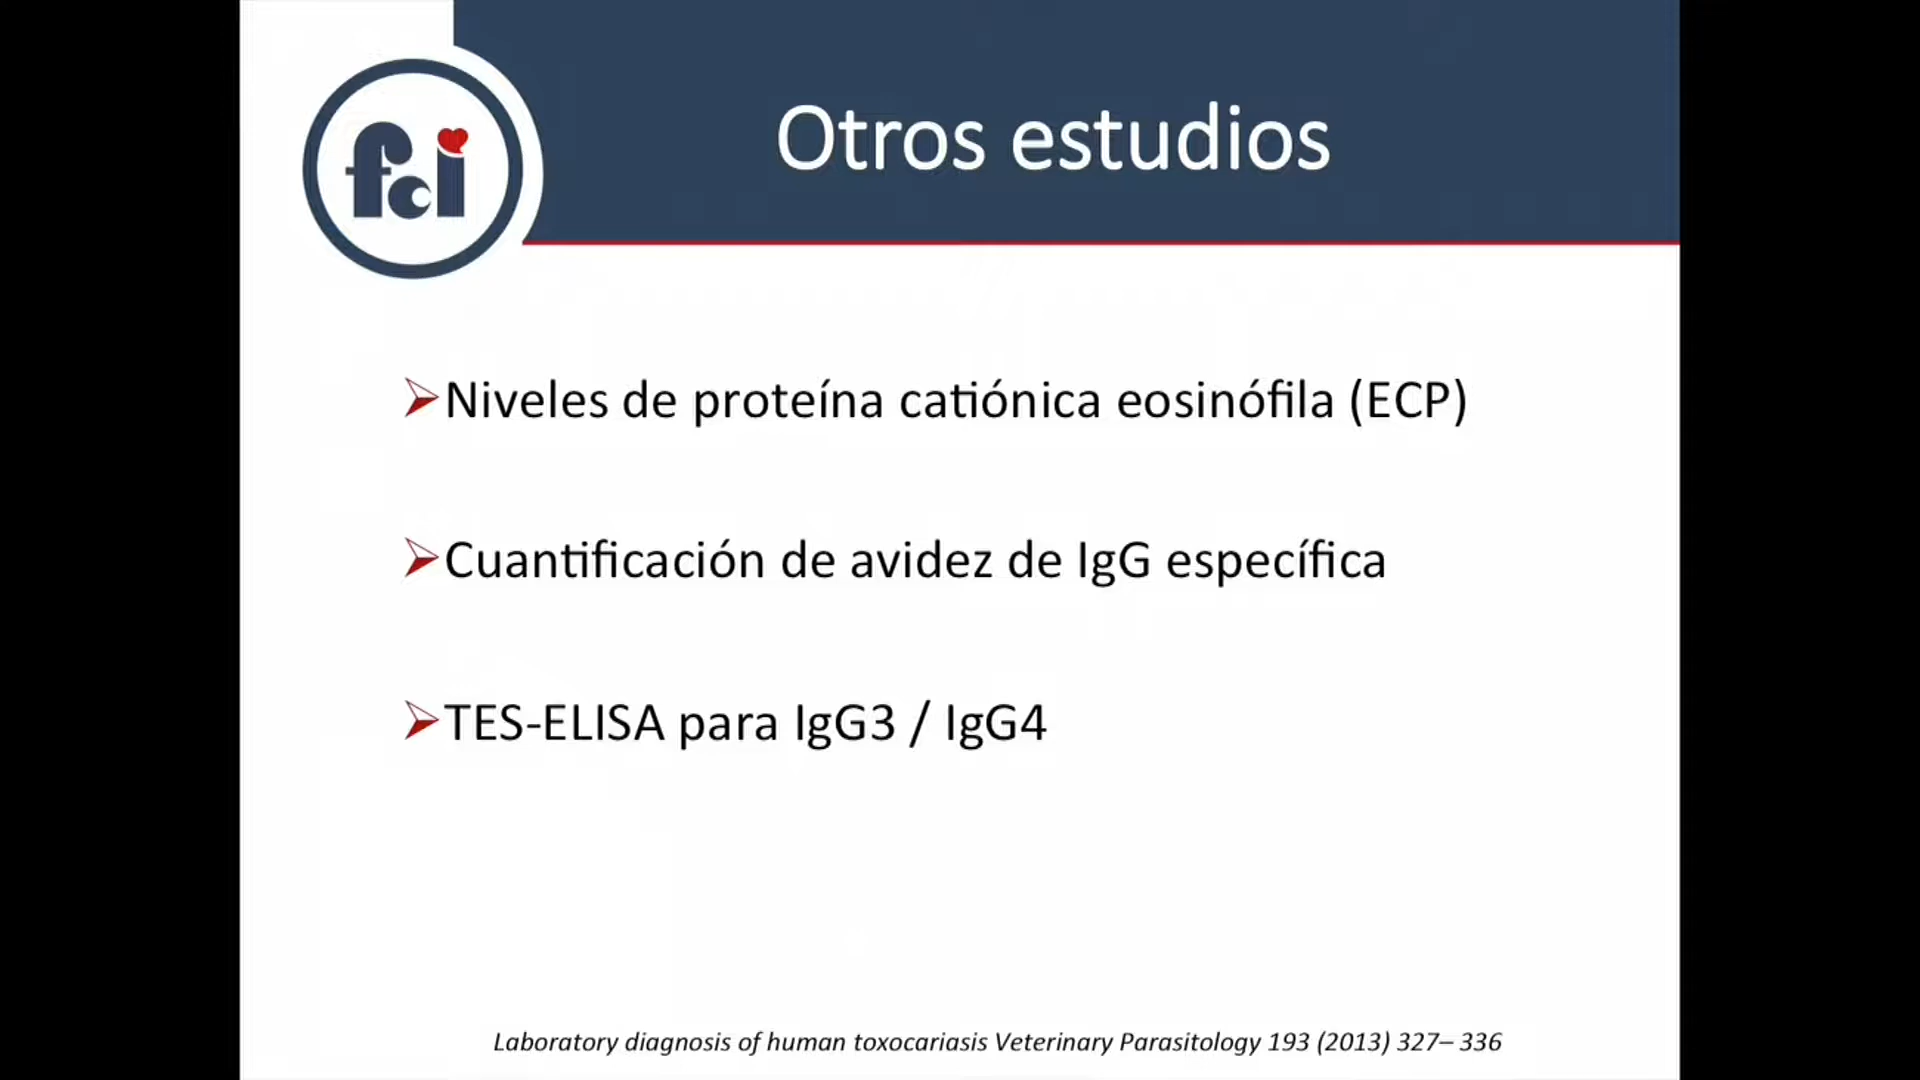 fci
Otros estudios
➢Niveles de proteína catiónica eosinófila (ECP)
➢Cuantificación de avidez de IgG específica
➢TES-ELISA para IgG3 / IgG4
Laboratory diagnosis of human toxocariasis Veterinary Parasitology 193 (2013) 327– 336